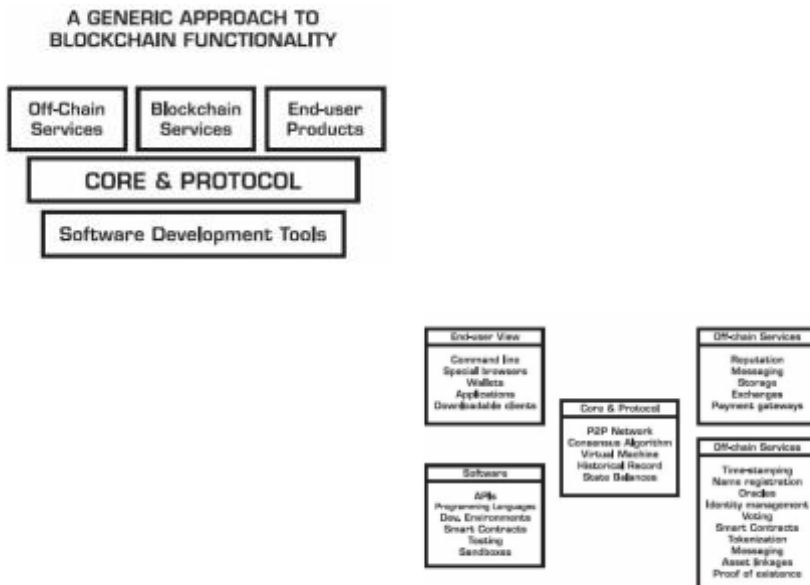 A GENERIC APPROACH TO
BLOCKCHAIN FUNCTIONALITY
Off-Chain
Services
Blockchain
Services
End-user
Products
CORE & PROTOCOL
Software Development Tools
End-user View
Command line
Special browsers
Wallets
Applications
Downloadable clients
Software
APIs
Programming Languages
Dev. Environments
Smart Contracts
Testing
Sandboxes
Core & Protocol
P2P Network
Consensus Algorithm
Virtual Machine
Historical Record
State Balances
Off-chain Services
Reputation
Messaging
Storage
Exchanges
Payment gateways
Off-chain Services
Time-stamping
Name registration
Oracles
Identity management
Voting
Smart Contracts
Tokenization
Messaging
Asset linkages
Proof of existence